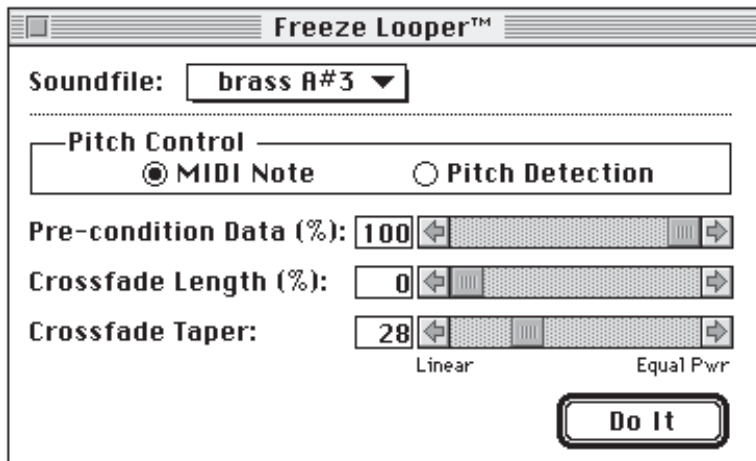 Freeze Looper™
Soundfile: brass A#3
Pitch Control
MIDI Note Pitch Detection
Pre-condition Data (%): 100
Crossfade Length (%): 0
Crossfade Taper: 28
Linear Equal Pwr
Do It